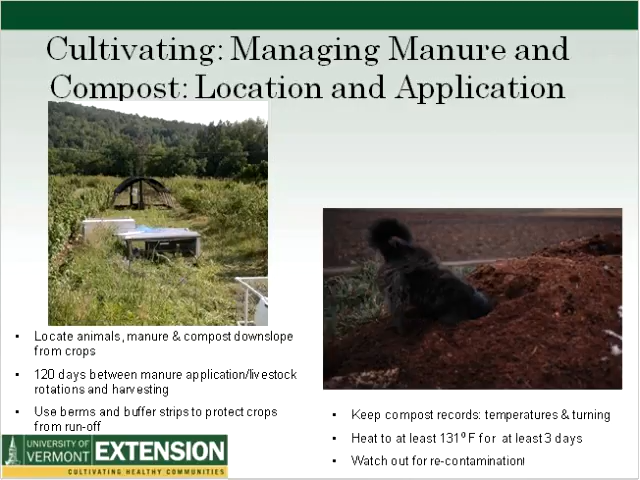 Cultivating: Managing Manure and
Compost: Location and Application
• Locate animals, manure & compost downslope
from crops
• 120 days between manure application/livestock
rotations and harvesting
• Use berms and buffer strips to protect crops
from run-off
• Keep compost records: temperatures & turning
• Heat to at least 131⁰ F for at least 3 days
• Watch out for re-contamination!
UNIVERSITY OF
VERMONT
EXTENSION
CULTIVATING HEALTHY COMMUNITIES